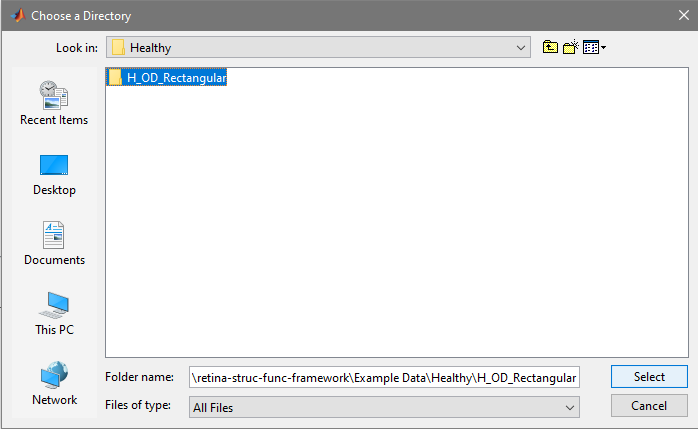 Choose a Directory
Look in:
Healthy
H_OD_Rectangular
Recent Items
Desktop
Documents
This PC
Network
Folder name:
\retina-struc-func-framework\Example Data\Healthy\H_OD_Rectangular
Select
Files of type:
All Files
Cancel